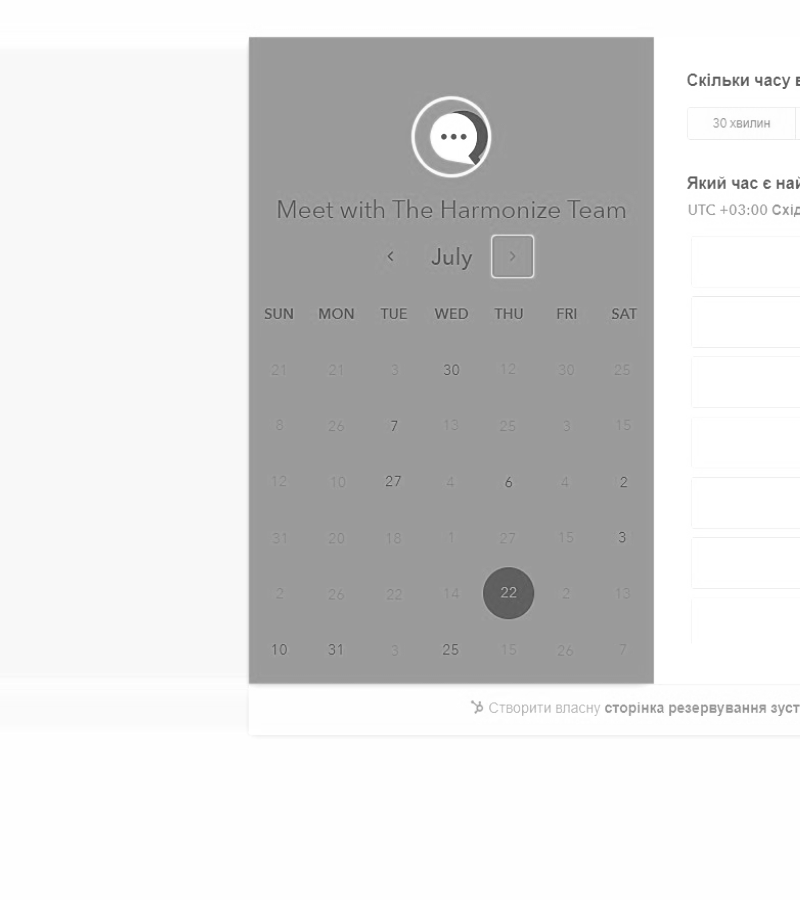 Meet with The Harmonize Team
July
SUN MON TUE WED THU FRI SAT
21 21 3 30 12 30 25
8 26 7 13 25 3 15
12 10 27 4 6 4 2
31 20 18 1 27 15 3
2 26 22 14 22 2 13
10 31 3 25 15 26 7
Скільки часу
30 хвилин
Який час є
UTC +03:00
Створити власну сторінка резервування